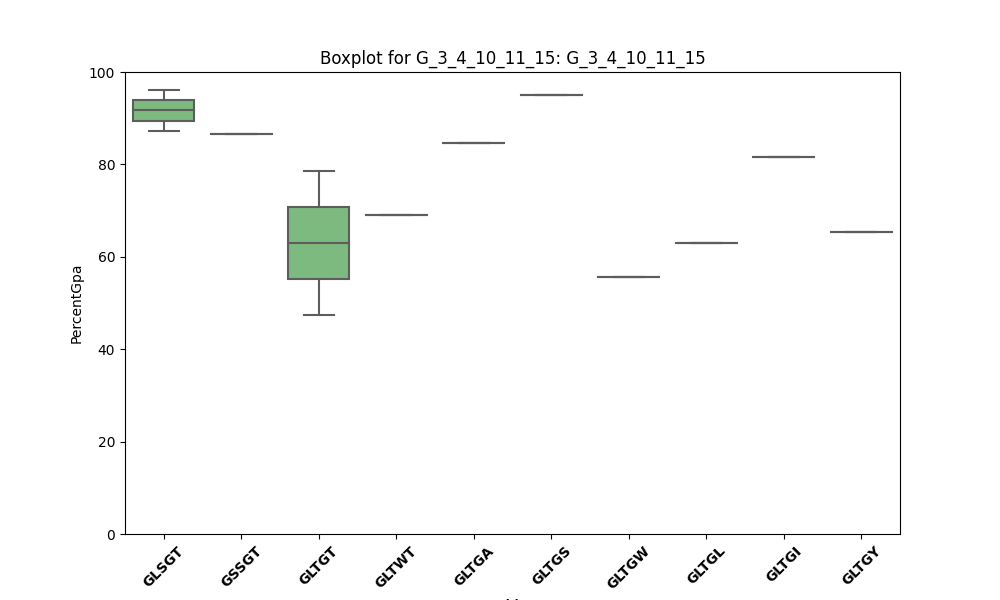 Boxplot for G_3_4_10_11_15: G_3_4_10_11_15
PercentGpa
100
80
60
40
20
0
GLSGT
GSSGT
GLTGT
GLTWT
GLTGA
GLTGS
GLTGW
GLTGL
GLTGI
GLTGY